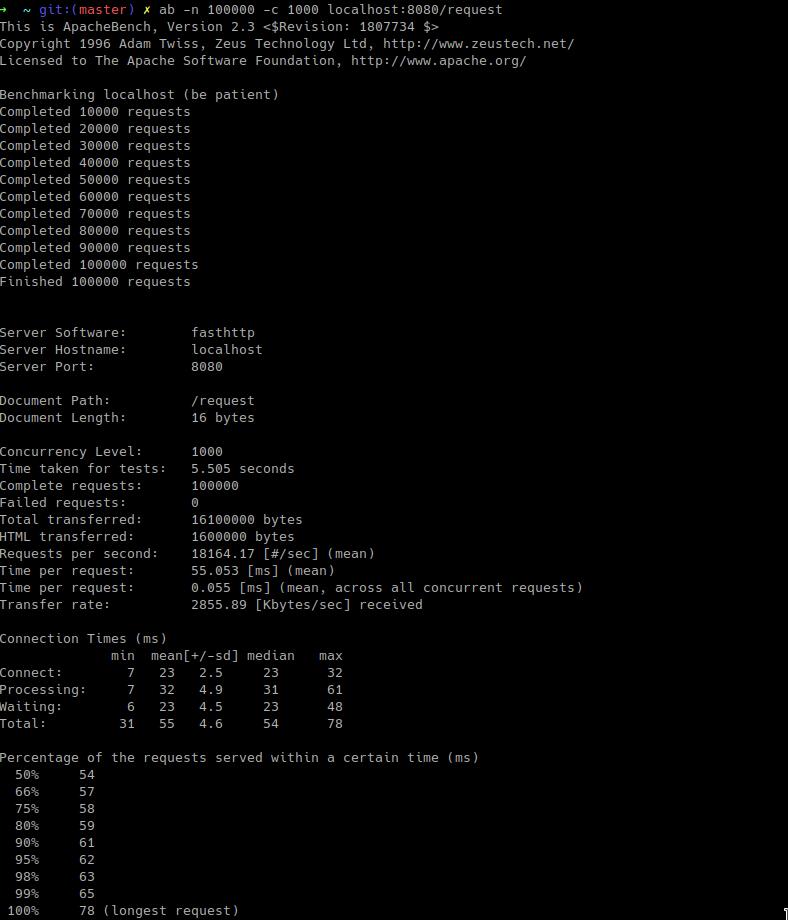 →  ~ git:(master) ✗ ab -n 100000 -c 1000 localhost:8080/request
This is ApacheBench, Version 2.3 <$Revision: 1807734 $>
Copyright 1996 Adam Twiss, Zeus Technology Ltd, http://www.zeustech.net/
Licensed to The Apache Software Foundation, http://www.apache.org/

Benchmarking localhost (be patient)
Completed 10000 requests
Completed 20000 requests
Completed 30000 requests
Completed 40000 requests
Completed 50000 requests
Completed 60000 requests
Completed 70000 requests
Completed 80000 requests
Completed 90000 requests
Completed 100000 requests
Finished 100000 requests


Server Software:        fasthttp
Server Hostname:        localhost
Server Port:            8080

Document Path:          /request
Document Length:        16 bytes

Concurrency Level:      1000
Time taken for tests:   5.505 seconds
Complete requests:      100000
Failed requests:        0
Total transferred:      16100000 bytes
HTML transferred:       1600000 bytes
Requests per second:    18164.17 [#/sec] (mean)
Time per request:       55.053 [ms] (mean)
Time per request:       0.055 [ms] (mean, across all concurrent requests)
Transfer rate:          2855.89 [Kbytes/sec] received

Connection Times (ms)
              min  mean[+/-sd] median   max
Connect:        7   23   2.5     23      32
Processing:     7   32   4.9     31      61
Waiting:        6   23   4.5     23      48
Total:         31   55   4.6     54      78

Percentage of the requests served within a certain time (ms)
  50%     54
  66%     57
  75%     58
  80%     59
  90%     61
  95%     62
  98%     63
  99%     65
 100%     78 (longest request)